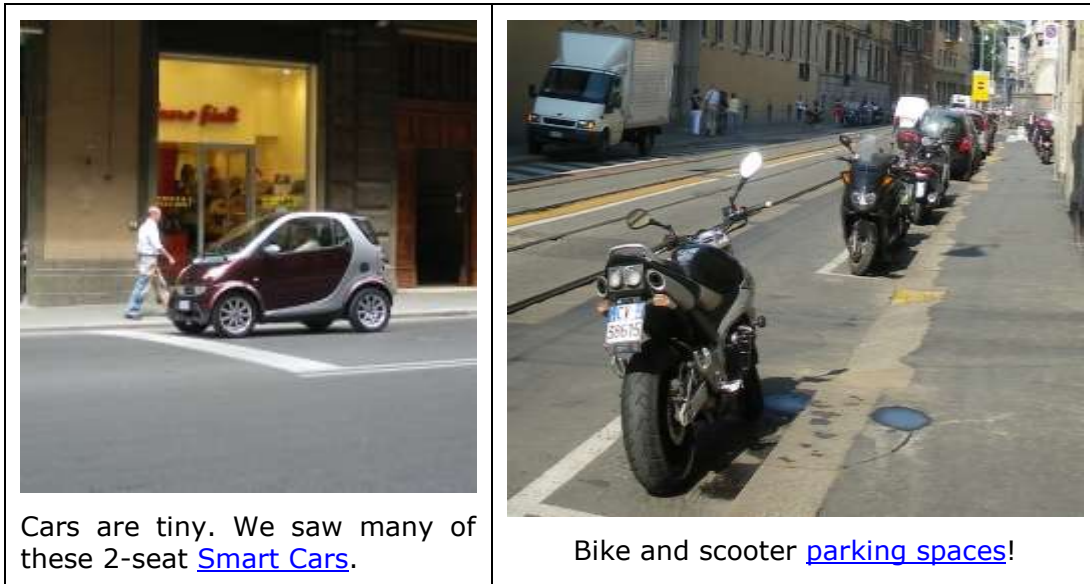 Cars are tiny. We saw many of
these 2-seat Smart Cars.
Bike and scooter parking spaces!